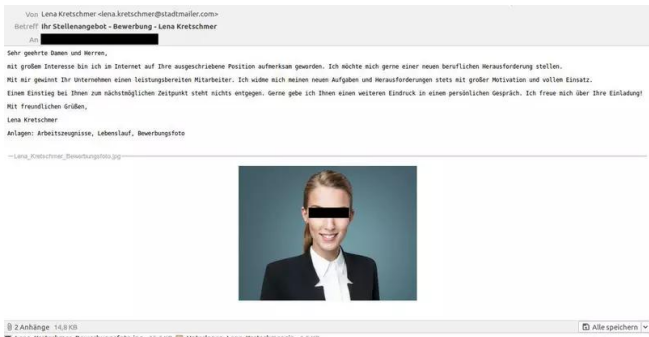 Von Lena Kretschmer <lena.kretschmer@stadtmailer.com>
Betreff Ihr Stellenangebot - Bewerbung - Lena Kretschmer
An
Sehr geehrte Damen und Herren,
mit großem Interesse bin ich im Internet auf Ihre ausgeschriebene Position aufmerksam geworden. Ich möchte mich gerne einer neuen beruflichen Herausforderung stellen.
Mit mir gewinnt Ihr Unternehmen einen leistungsbereiten Mitarbeiter. Ich widme mich meinen neuen Aufgaben und Herausforderungen stets mit großer Motivation und vollem Einsatz.
Einem Einstieg bei Ihnen zum nächstmöglichen Zeitpunkt steht nichts entgegen. Gerne gebe ich Ihnen einen weiteren Eindruck in einem persönlichen Gespräch. Ich freue mich über Ihre Einladung!
Mit freundlichen Grüßen,
Lena Kretschmer
Anlagen: Arbeitszeugnisse, Lebenslauf, Bewerbungsfoto
Lena_Kretschmer_Bewerbungsfoto.jpg
2 Anhänge 14,8 KB
Alle speichern